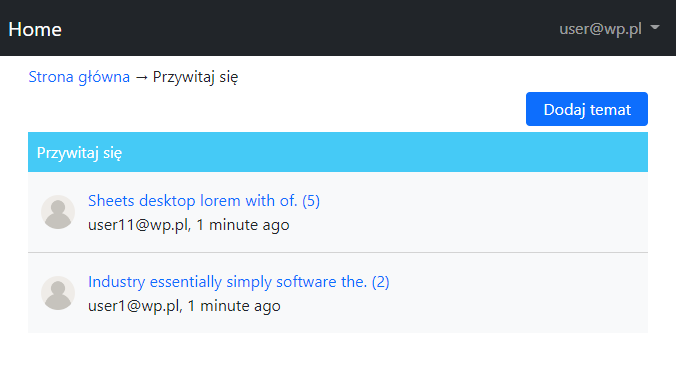 Home
user@wp.pl
Strona główna → Przywitaj się
Dodaj temat
Przywitaj się
Sheets desktop lorem with of. (5)
user11@wp.pl, 1 minute ago
Industry essentially simply software the. (2)
user1@wp.pl, 1 minute ago